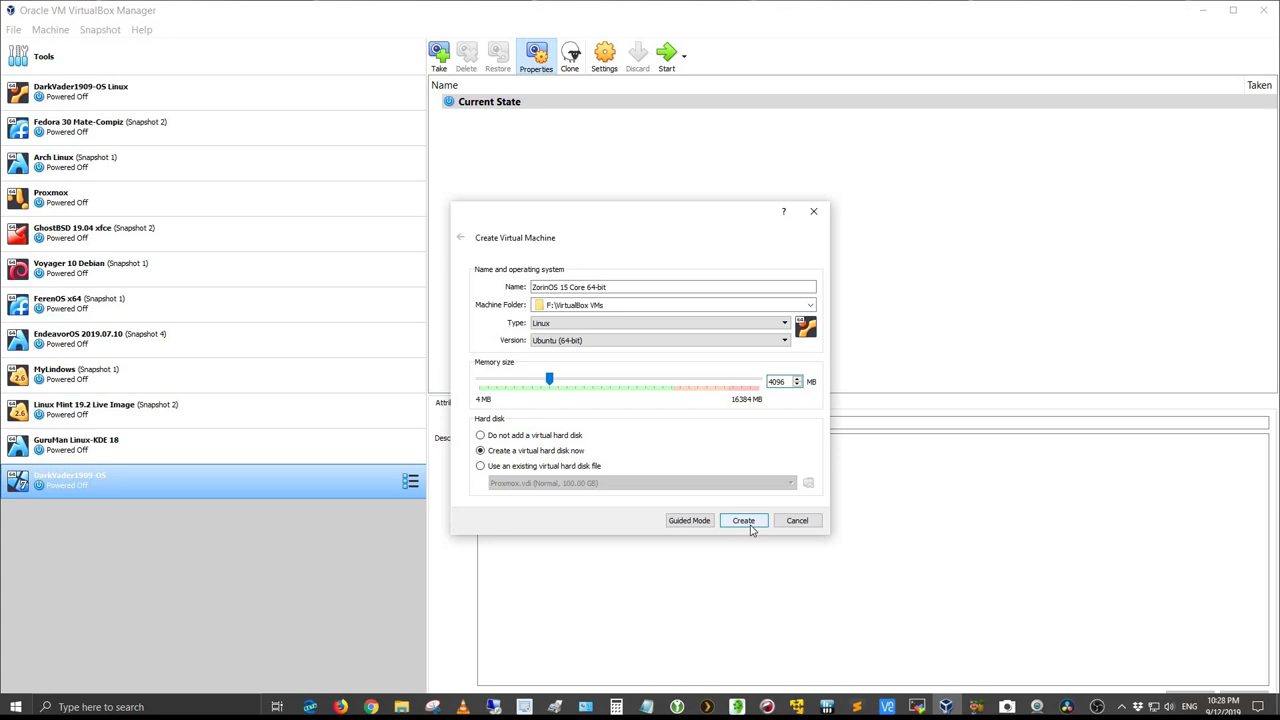 Oracle VM VirtualBox Manager
File Machine Snapshot Help
Tools
Take Delete Restore Properties Clone Settings Discard Start
Name Taken
Current State
DarkVader1909-OS Linux
Powered Off
Fedora 30 Mate-Compiz (Snapshot 2)
Powered Off
Arch Linux (Snapshot 1)
Powered Off
Proxmox
Powered Off
GhostBSD 19.04 xfce (Snapshot 2)
Powered Off
Voyager 10 Debian (Snapshot 1)
Powered Off
FerenOS x64 (Snapshot 1)
Powered Off
EndeavorOS 2019.07.10 (Snapshot 4)
Powered Off
MyLindows (Snapshot 2)
Powered Off
Linux Mint 19.2 Live Image (Snapshot 2)
Powered Off
GuruMan Linux-KDE 18
Powered Off
DarkVader1909-OS
Powered Off
Attri
Desc
?
Create Virtual Machine
Name and operating system
Name: ZorinOS 15 Core 64-bit
Machine Folder: F:\VirtualBox VMs
Type: Linux
Version: Ubuntu (64-bit)
Memory size
4096 MB
4 MB 16384 MB
Hard disk
Do not add a virtual hard disk
Create a virtual hard disk now
Use an existing virtual hard disk file
Proxmox.vdi (Normal, 100.00 GB)
Guided Mode Create Cancel
Type here to search
ENG
10:28 PM
9/12/2019